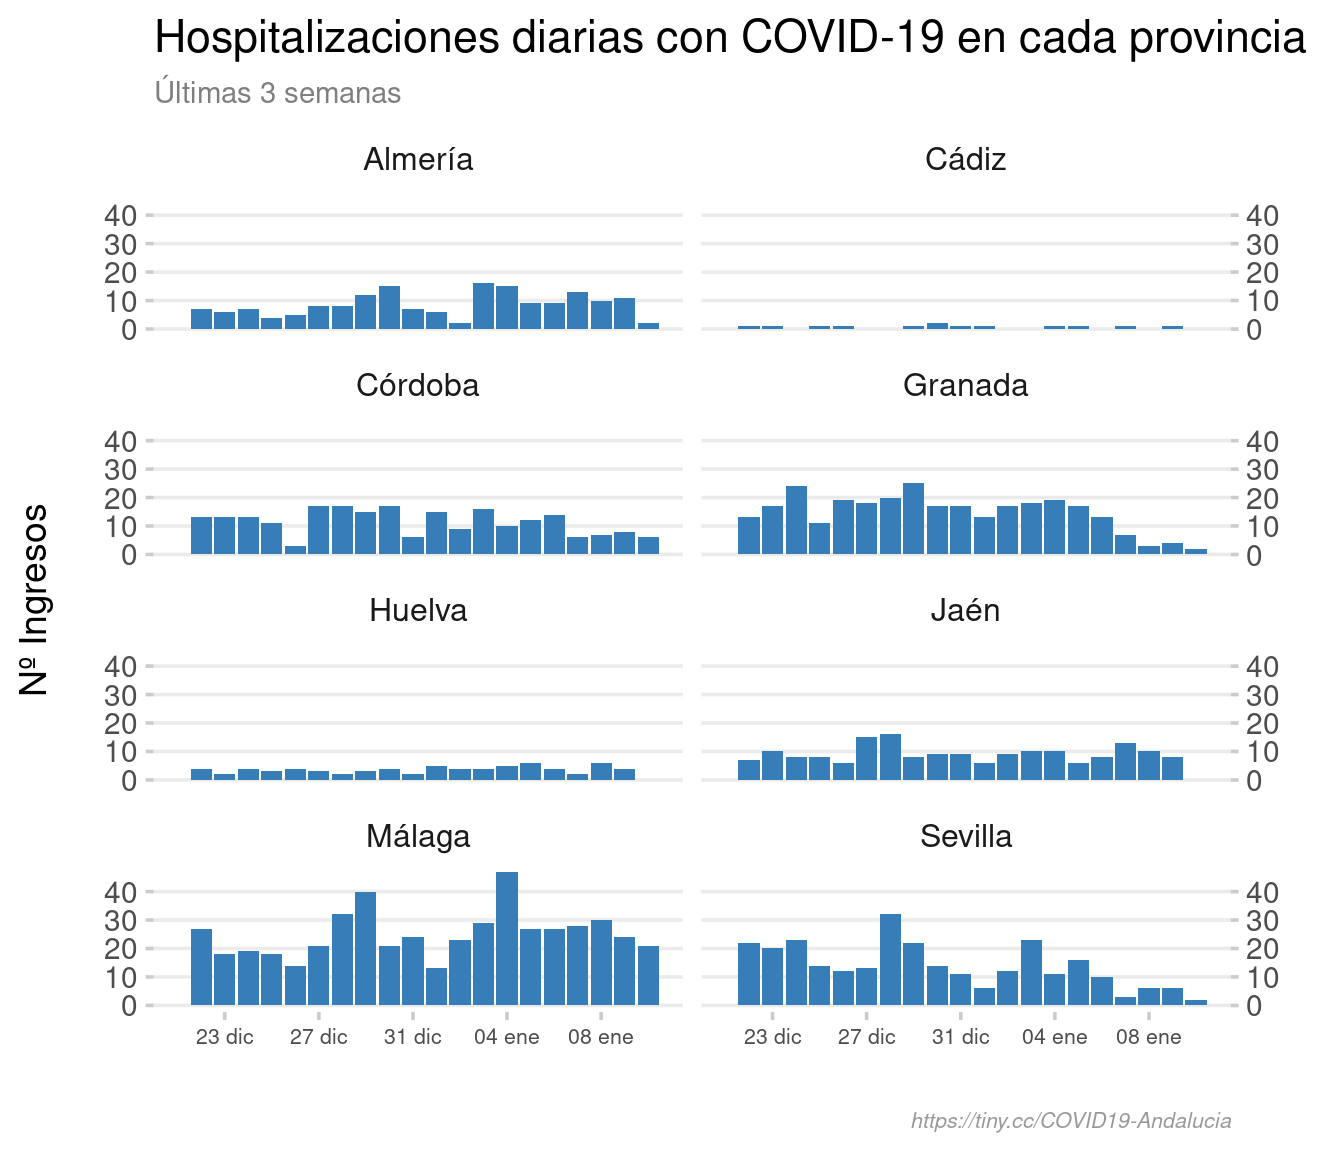 Hospitalizaciones diarias con COVID-19 en cada provincia
Últimas 3 semanas
Nº Ingresos
Almería
Cádiz
40
40
30
30
20
20
10
10
0
0
Córdoba
Granada
40
40
30
30
20
20
10
10
0
0
Huelva
Jaén
40
40
30
30
20
20
10
10
0
0
Málaga
Sevilla
40
40
30
30
20
20
10
10
0
0
23 dic 27 dic 31 dic 04 ene 08 ene
23 dic 27 dic 31 dic 04 ene 08 ene
https://tiny.cc/COVID19-Andalucia